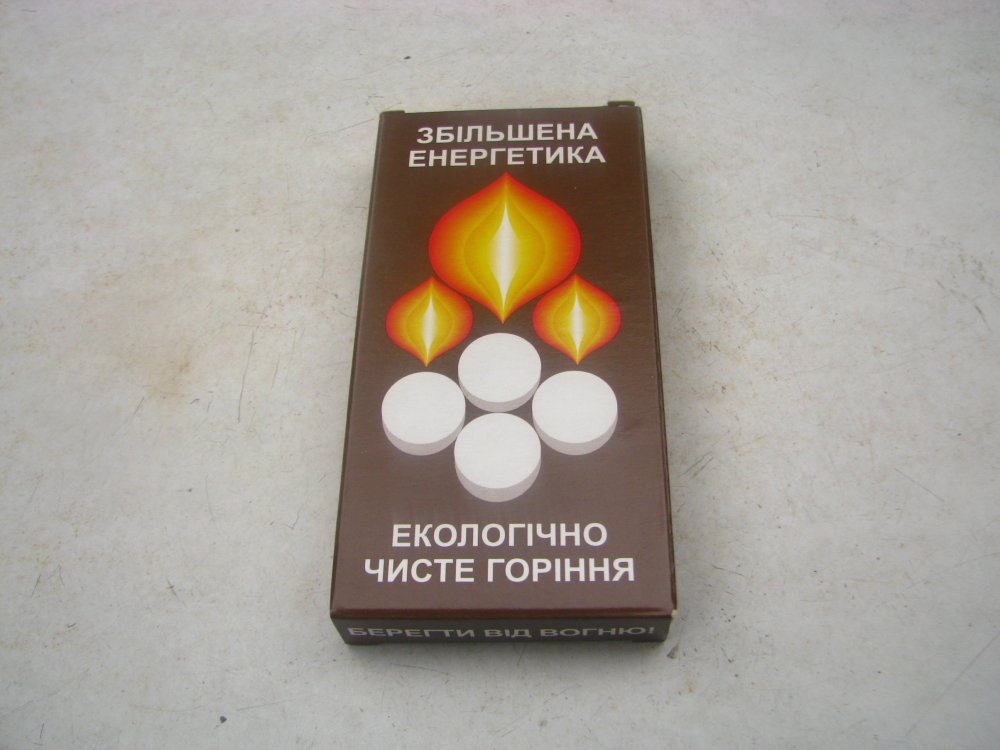 ЗБІЛЬШЕНА
ЕНЕРГЕТИКА
ЕКОЛОГІЧНО
ЧИСТЕ ГОРІННЯ
БЕРЕГТИ ВІД ВОГНЮ!